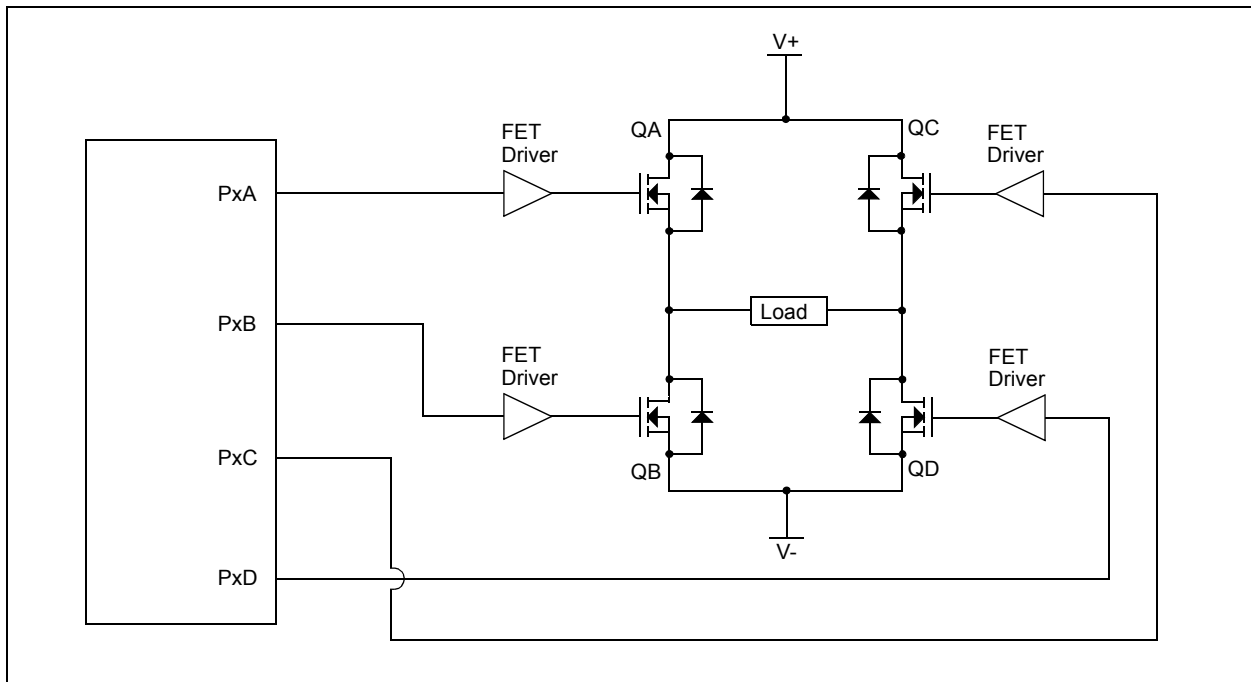 V+
FET
Driver
QA
QC
FET
Driver
PxA
PxB
Load
FET
Driver
FET
Driver
PxC
QB
QD
V-
PxD